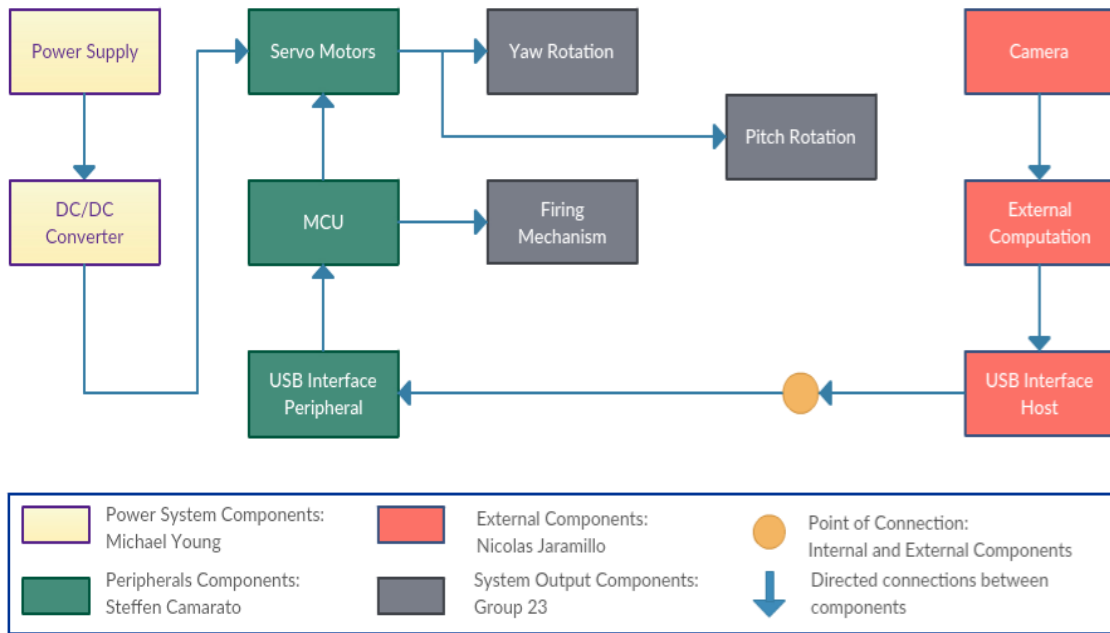 Power Supply
Servo Motors
Yaw Rotation
Camera
Pitch Rotation
DC/DC
Converter
MCU
Firing
Mechanism
External
Computation
USB Interface
Peripheral
USB Interface
Host
Power System Components:
Michael Young
External Components:
Nicolas Jaramillo
Point of Connection:
Internal and External Components
Peripherals Components:
Steffen Camarato
System Output Components:
Group 23
Directed connections between
components